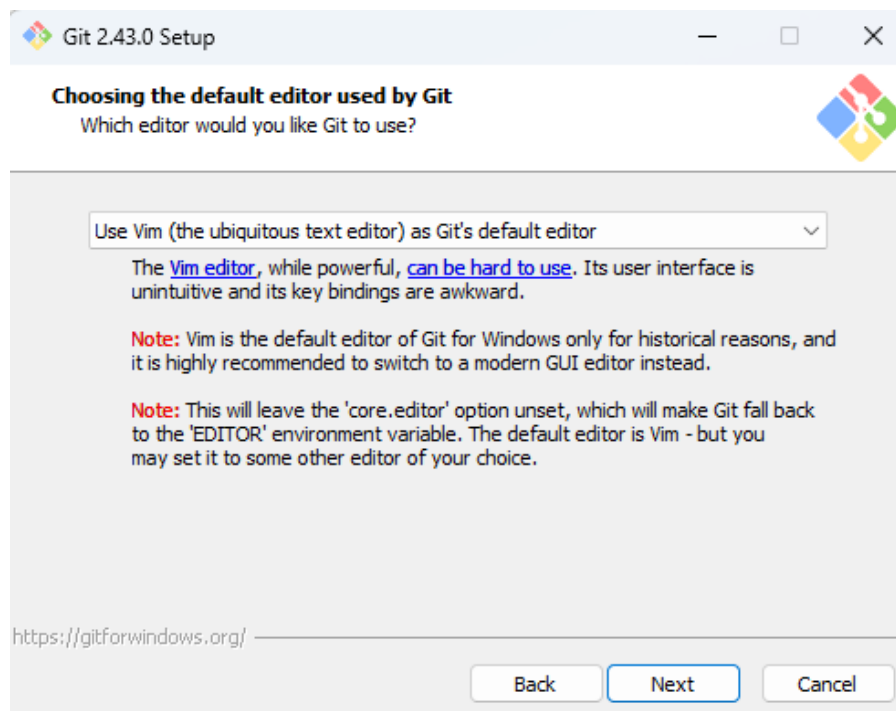 Git 2.43.0 Setup
Choosing the default editor used by Git
Which editor would you like Git to use?
Use Vim (the ubiquitous text editor) as Git's default editor
The Vim editor, while powerful, can be hard to use. Its user interface is
unintuitive and its key bindings are awkward.
Note: Vim is the default editor of Git for Windows only for historical reasons, and
it is highly recommended to switch to a modern GUI editor instead.
Note: This will leave the 'core.editor' option unset, which will make Git fall back
to the 'EDITOR' environment variable. The default editor is Vim - but you
may set it to some other editor of your choice.
https://gitforwindows.org/
Back Next Cancel